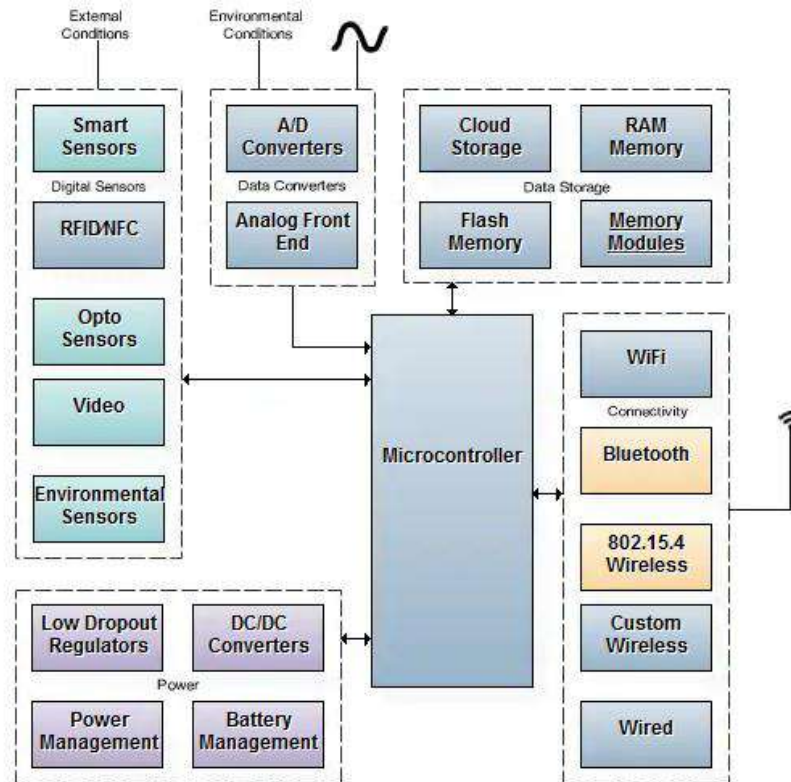 External
Conditions
Environmental
Conditions
Smart
Sensors
Digital Sensors
RFID/NFC
Opto
Sensors
Video
Environmental
Sensors
A/D
Converters
Data Converters
Analog Front
End
Cloud
Storage
RAM
Memory
Data Storage
Flash
Memory
Memory
Modules
Microcontroller
WiFi
Connectivity
Bluetooth
802.15.4
Wireless
Custom
Wireless
Wired
Low Dropout
Regulators
DC/DC
Converters
Power
Power
Management
Battery
Management